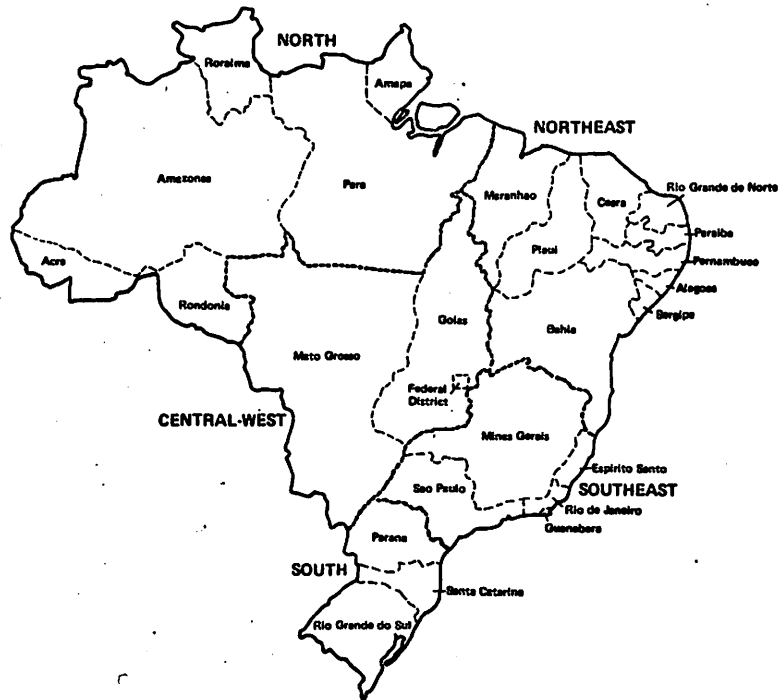 NORTH
Roraima
Amapa
NORTHEAST
Amazonas
Para
Maranhao
Ceara
Rio Grande de Norte
Paraiba
Piaui
Pernambuco
Acre
Alagoas
Rondonia
Sergipe
Goias
Bahia
Mato Grosso
Federal
District
CENTRAL-WEST
Minas Gerais
Espirito Santo
Sao Paulo
SOUTHEAST
Rio de Janeiro
Guanabara
Parana
SOUTH
Santa Catarina
Rio Grande do Sul